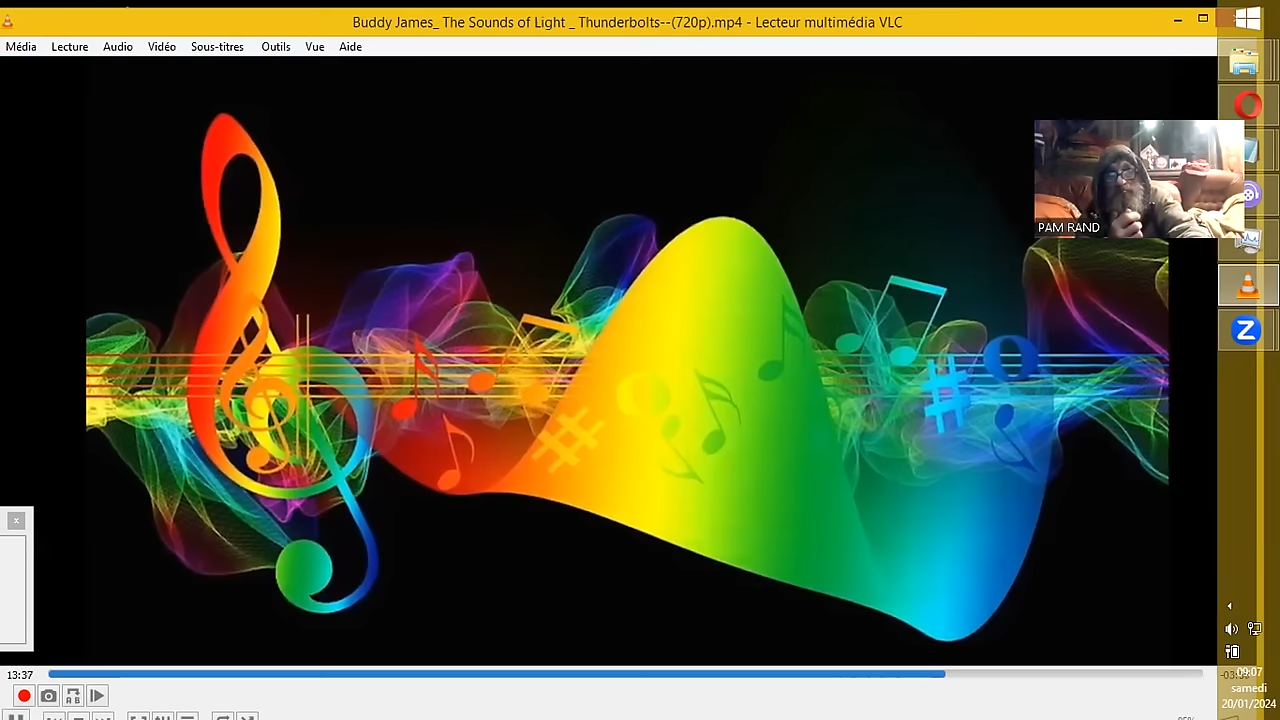 Buddy James_ The Sounds of Light _ Thunderbolts--(720p).mp4 - Lecteur multimédia VLC
Média Lecture Audio Vidéo Sous-titres Outils Vue Aide
PAM RAND
Z
x
13:37
A B
09:07
samedi
20/01/2024